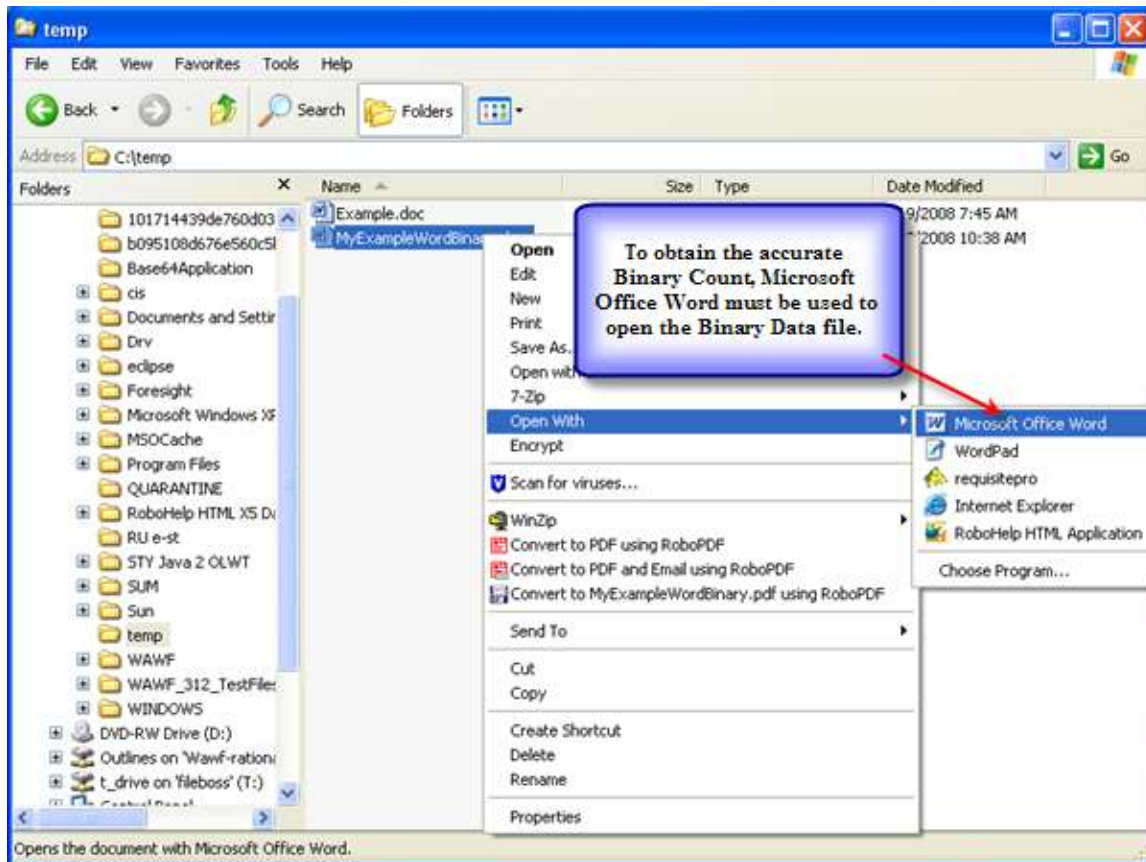 temp
File Edit View Favorites Tools Help
Back Search Folders
Address C:\temp Go
Folders Name Size Type Date Modified
101714439de760d03
b095108d676e560c5
Base64Application
cis
Documents and Settir
Drv
eclipse
Foresight
Microsoft Windows XP
MSOCache
Program Files
QUARANTINE
RoboHelp HTML X5
RU e-st
STY Java 2 OLWT
SUM
Sun
temp
WAWF
WAWF_312_TestFile
WINDOWS
DVD-RW Drive (D:)
Outlines on 'Wawf-ration
t_drive on 'fileboss' (T:)
Example.doc 9/2008 7:45 AM
MyExampleWordBina 2008 10:38 AM
To obtain the accurate
Binary Count, Microsoft
Office Word must be used to
open the Binary Data file.
Open
Edit
New
Print
Save As..
Open with
7-Zip
Open With
Encrypt
Scan for viruses...
WinZip
Convert to PDF using RoboPDF
Convert to PDF and Email using RoboPDF
Convert to MyExampleWordBinary.pdf using RoboPDF
Send To
Cut
Copy
Create Shortcut
Delete
Rename
Properties
Microsoft Office Word
WordPad
requisitepro
Internet Explorer
RoboHelp HTML Application
Choose Program...
Opens the document with Microsoft Office Word.